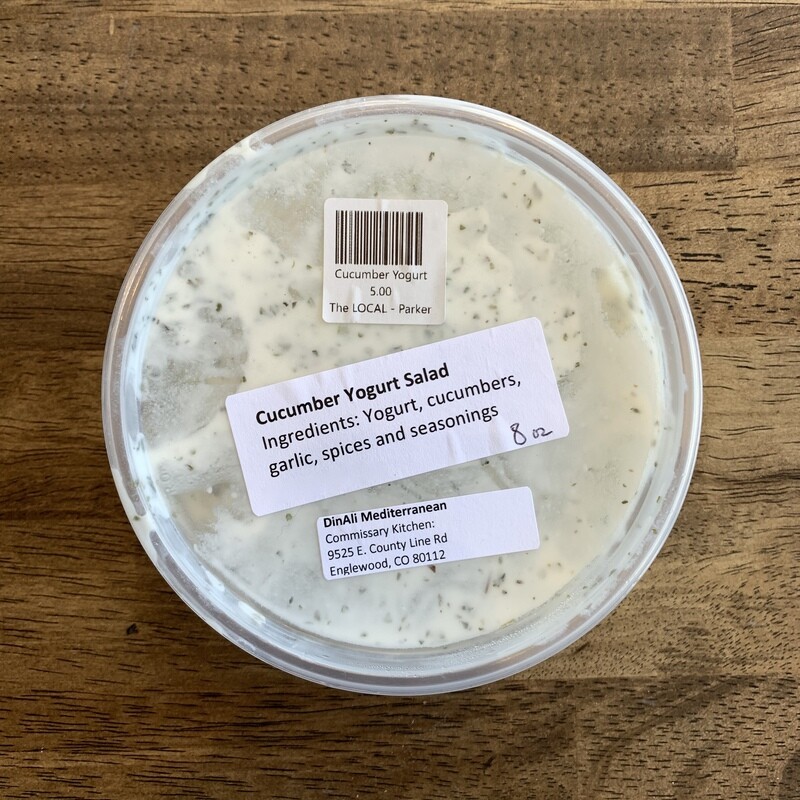 Cucumber Yogurt
5.00
The LOCAL - Parker
Cucumber Yogurt Salad
Ingredients: Yogurt, cucumbers,
garlic, spices and seasonings
8 oz
DinAli Mediterranean
Commissary Kitchen:
9525 E. County Line Rd
Englewood, CO 80112